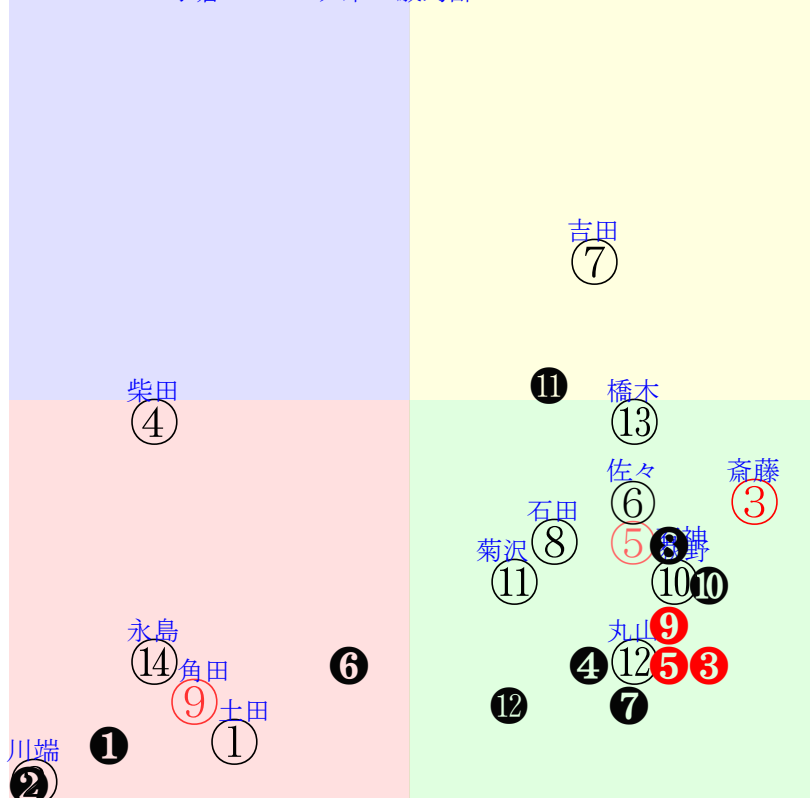 吉田
⑦
⓫
柴田
④
橋木
⑬
佐々
⑥
斎藤
③
石田
⑧
⑤
❽
菊沢
⑪
⑩
❿
❾
永島
⑭
丸山
⑫
❺
❸
❹
❻
角田
⑨
⓬
❼
土田
①
❶
川端
❷